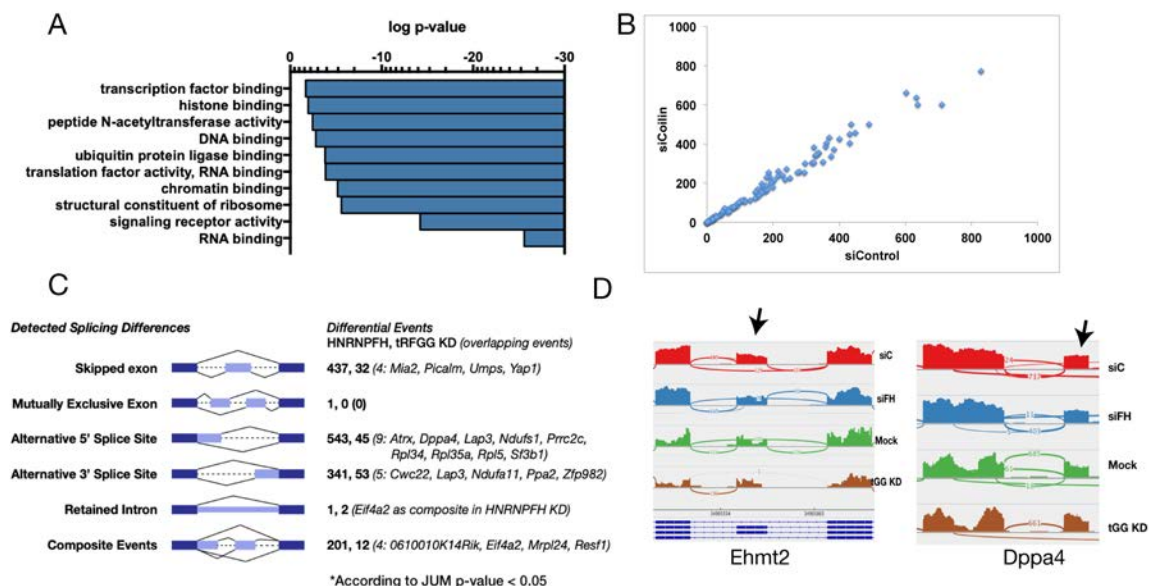 A
log p-value
0 -10 -20 -30
transcription factor binding
histone binding
peptide N-acetyltransferase activity
DNA binding
ubiquitin protein ligase binding
translation factor activity, RNA binding
chromatin binding
structural constituent of ribosome
signaling receptor activity
RNA binding
B
siCoilin
1000
800
600
400
200
0
0 200 400 600 800 1000
siControl
C
Detected Splicing Differences
Differential Events
HNRNPFH, tRFGG KD (overlapping events)
Skipped exon
437, 32 (4: Mia2, Picalm, Umps, Yap1)
Mutually Exclusive Exon
1, 0 (0)
Alternative 5' Splice Site
543, 45 (9: Atrx, Dppa4, Lap3, Ndufs1, Prrc2c,
Rpl34, Rpl35a, Rpl5, Sf3b1)
Alternative 3' Splice Site
341, 53 (5: Cwc22, Lap3, Ndufa11, Ppa2, Zfp982)
Retained Intron
1, 2 (Eif4a2 as composite in HNRNPFH KD)
Composite Events
201, 12 (4: 0610010K14Rik, Eif4a2, Mrpl24, Resf1)
*According to JUM p-value < 0.05
D
siC
siFH
Mock
tGG KD
Ehmt2
siC
siFH
Mock
tGG KD
Dppa4